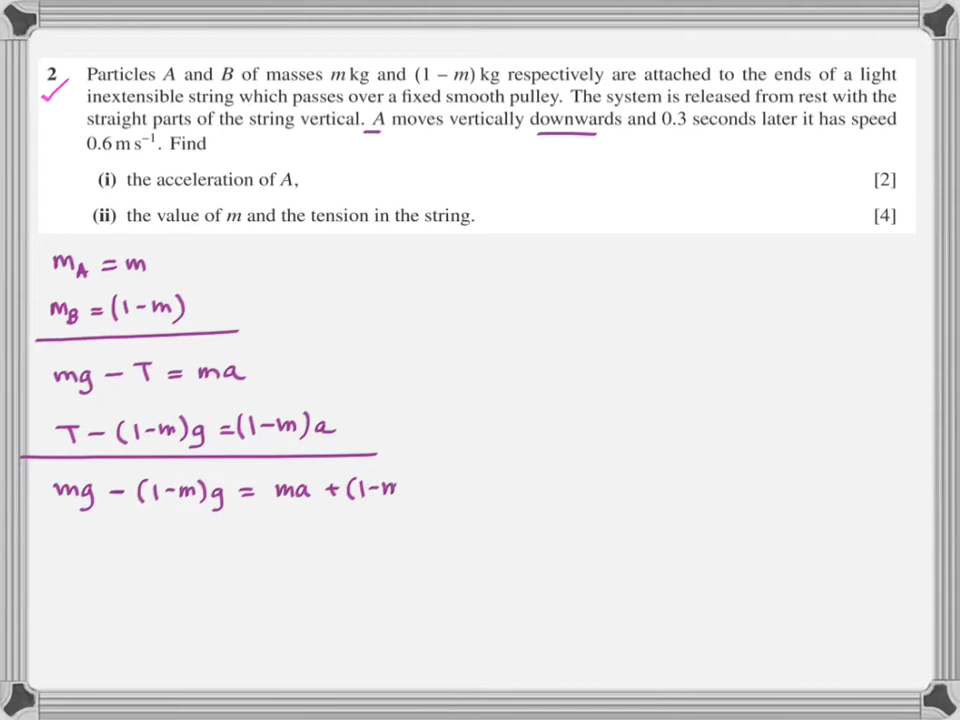 2 Particles A and B of masses m kg and (1 – m) kg respectively are attached to the ends of a light
inextensible string which passes over a fixed smooth pulley. The system is released from rest with the
straight parts of the string vertical. A moves vertically downwards and 0.3 seconds later it has speed
0.6 m s⁻¹. Find
(i) the acceleration of A, [2]
(ii) the value of m and the tension in the string. [4]
m_A = m
m_B = (1-m)
mg - T = ma
T - (1-m)g = (1-m)a
mg - (1-m)g = ma + (1-m